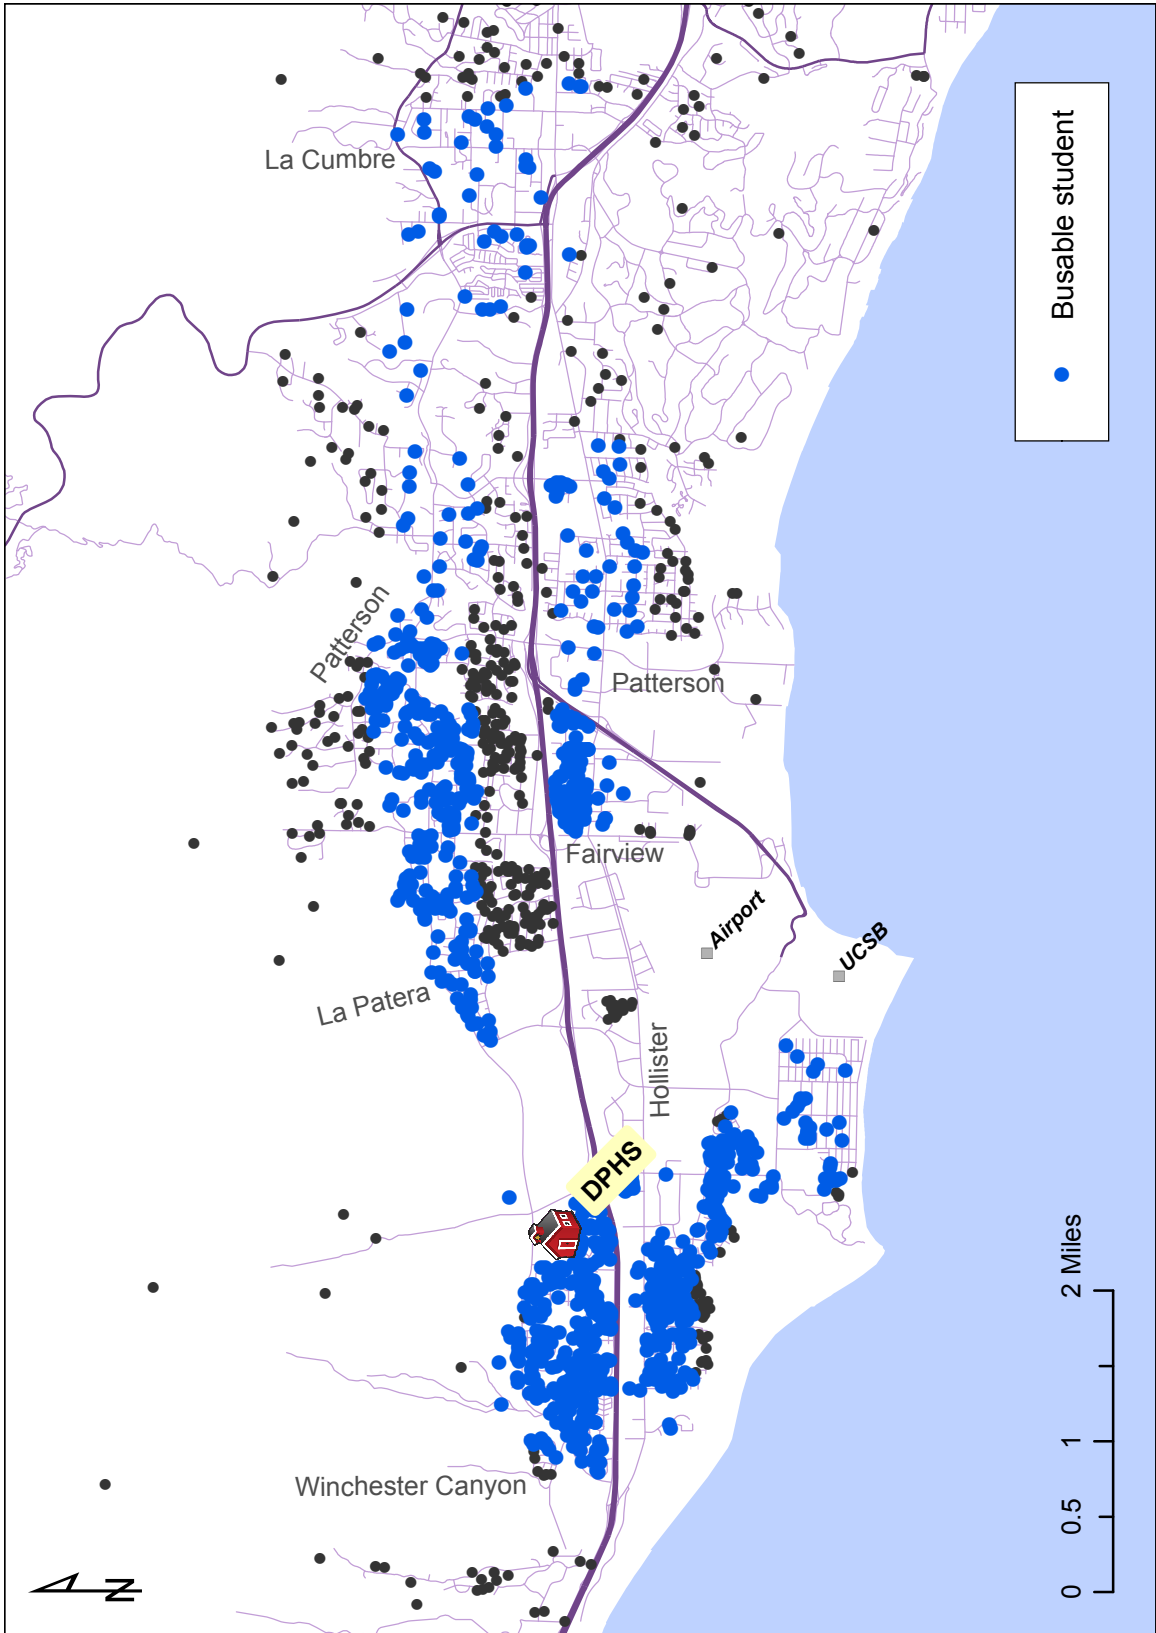 La Cumbre
Busable student
Patterson
Patterson
Fairview
Airport
UCSB
La Patera
Hollister
DPHS
Winchester Canyon
0 0.5 1 2 Miles
N